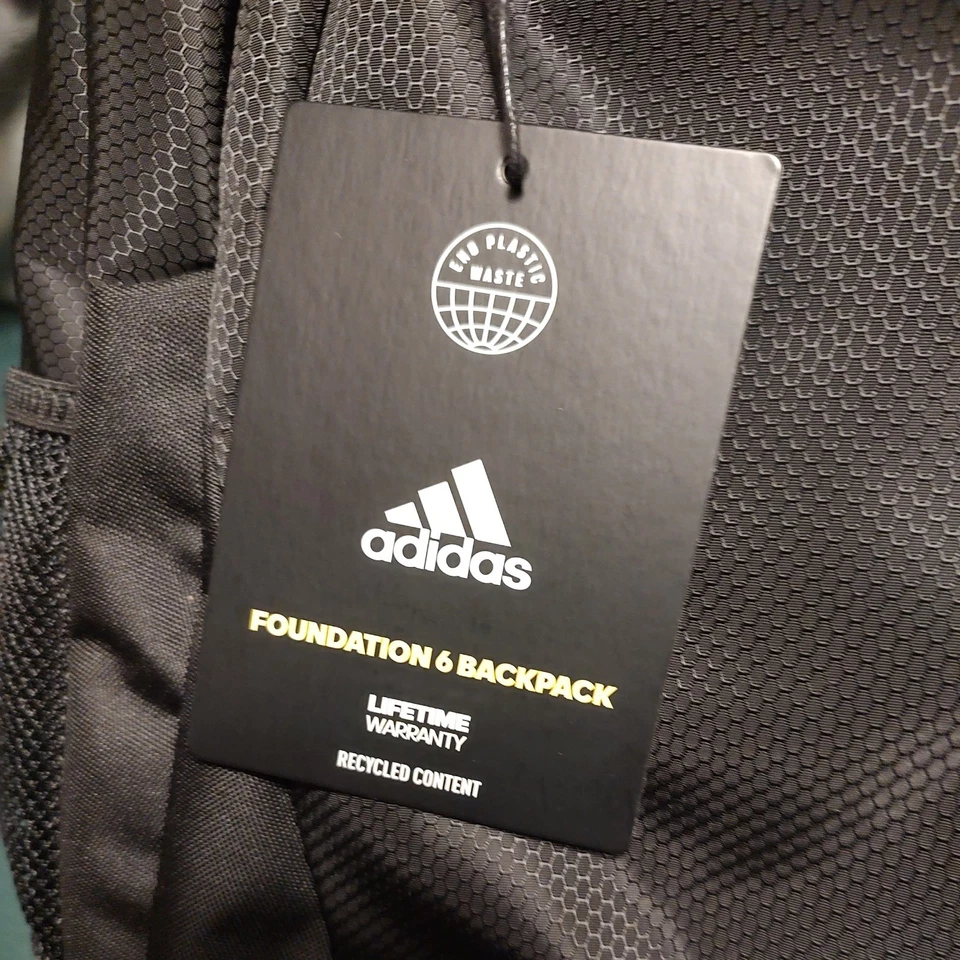 END PLASTIC
WASTE
adidas
FOUNDATION 6 BACKPACK
LIFETIME
WARRANTY
RECYCLED CONTENT